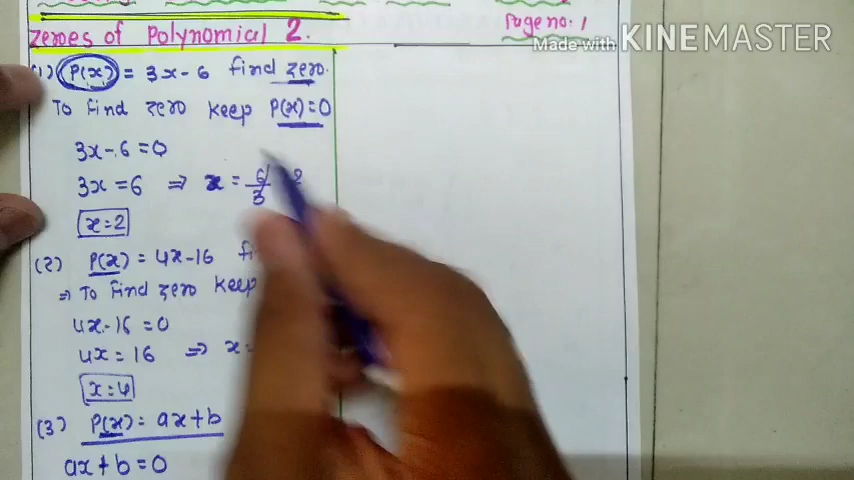 Page no. 1
Made with KINEMASTER
zeroes of Polynomial 2.
(1) P(x) = 3x - 6 find zero.
To find zero keep P(x) = 0
3x - 6 = 0
3x = 6 ⇒ x = 6/3 2
x = 2
(2) P(x) = 4x - 16
⇒ To find zero keep
4x - 16 = 0
4x = 16 ⇒ x =
x = 4
(3) P(x) = ax + b
ax + b = 0